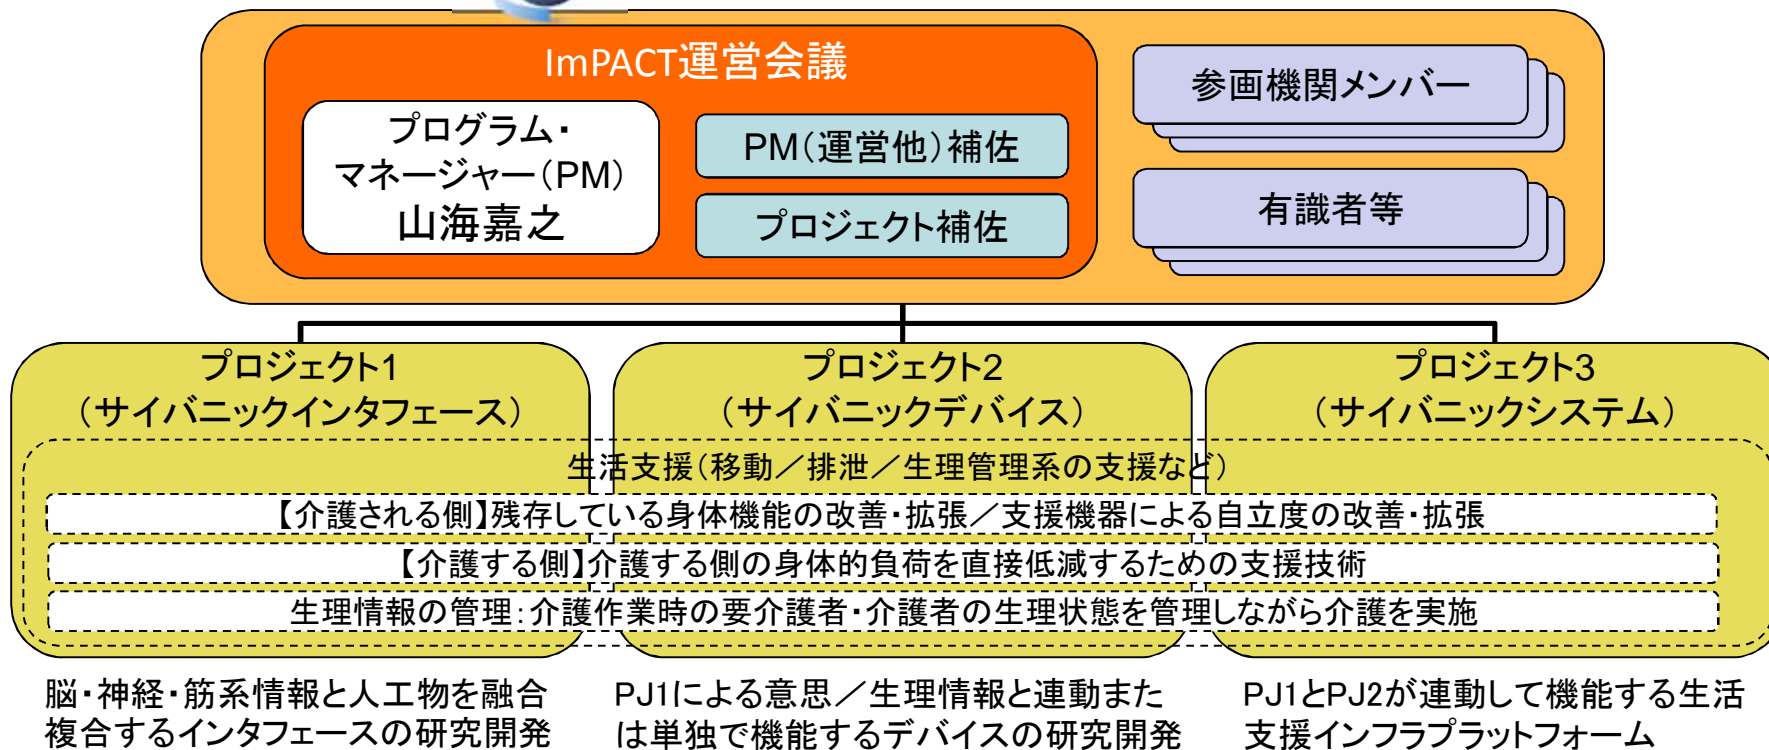 ImPACT運営会議
プログラム・
マネージャー(PM)
山海嘉之
PM(運営他)補佐
プロジェクト補佐
参画機関メンバー
有識者等
プロジェクト1
(サイバニックインタフェース)
プロジェクト2
(サイバニックデバイス)
プロジェクト3
(サイバニックシステム)
生活支援(移動／排泄／生理管理系の支援など)
【介護される側】残存している身体機能の改善・拡張／支援機器による自立度の改善・拡張
【介護する側】介護する側の身体的負荷を直接低減するための支援技術
生理情報の管理:介護作業時の要介護者・介護者の生理状態を管理しながら介護を実施
脳・神経・筋系情報と人工物を融合
複合するインタフェースの研究開発
PJ1による意思／生理情報と連動また
は単独で機能するデバイスの研究開発
PJ1とPJ2が連動して機能する生活
支援インフラプラットフォーム